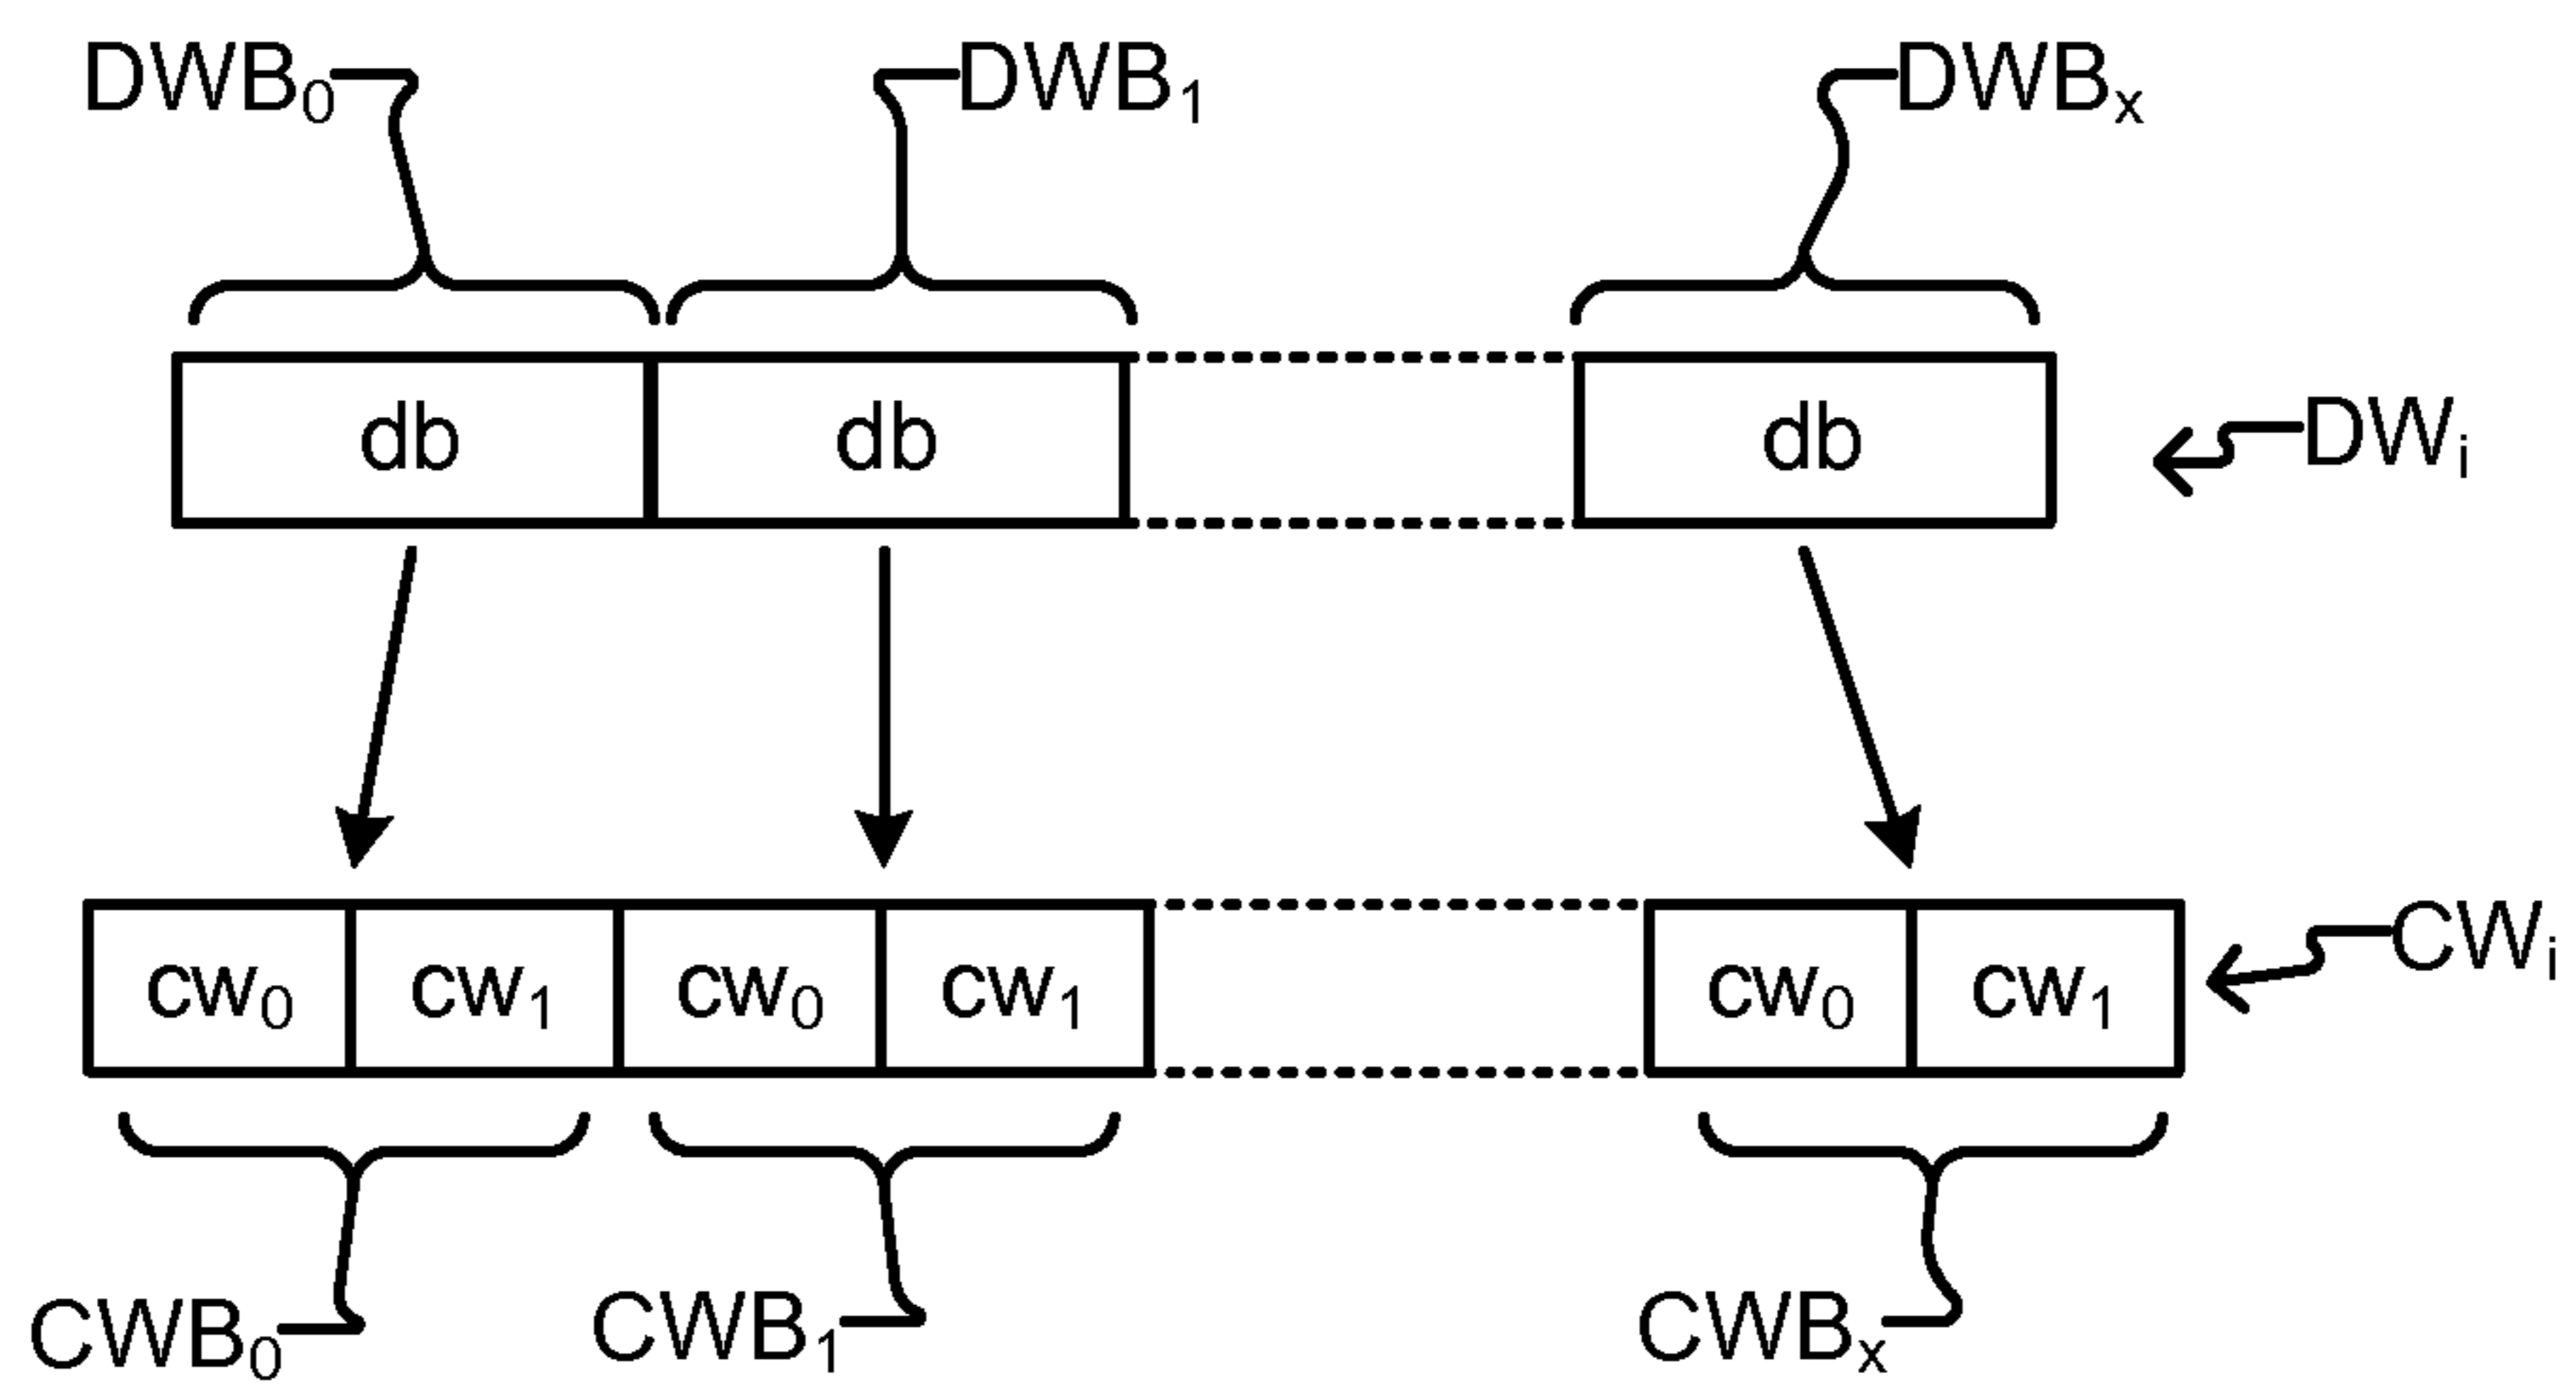 DWB₀ DWB₁ DWBₓ
db db db DWᵢ
cw₀ cw₁ cw₀ cw₁ cw₀ cw₁ CWᵢ
CWB₀ CWB₁ CWBₓ